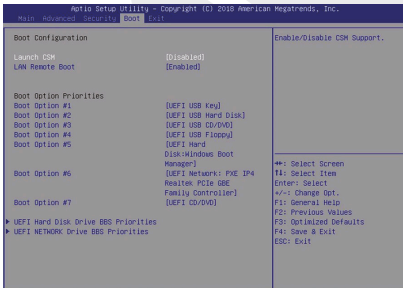 Aptio Setup Utility - Copyright (C) 2018 American Megatrends, Inc.
Main Advanced Security Boot Exit
Boot Configuration
Launch CSM [Disabled]
LAN Remote Boot [Enabled]
Boot Option Priorities
Boot Option #1 [UEFI USB Key]
Boot Option #2 [UEFI USB Hard Disk]
Boot Option #3 [UEFI USB CD/DVD]
Boot Option #4 [UEFI USB Floppy]
Boot Option #5 [UEFI Hard
Disk:Windows Boot
Manager]
Boot Option #6 [UEFI Network: PXE IP4
Realtek PCIe GBE
Family Controller]
Boot Option #7 [UEFI CD/DVD]
UEFI Hard Disk Drive BBS Priorities
UEFI NETWORK Drive BBS Priorities
Enable/Disable CSM Support.
→←: Select Screen
↑↓: Select Item
Enter: Select
+/-: Change Opt.
F1: General Help
F2: Previous Values
F3: Optimized Defaults
F4: Save & Exit
ESC: Exit